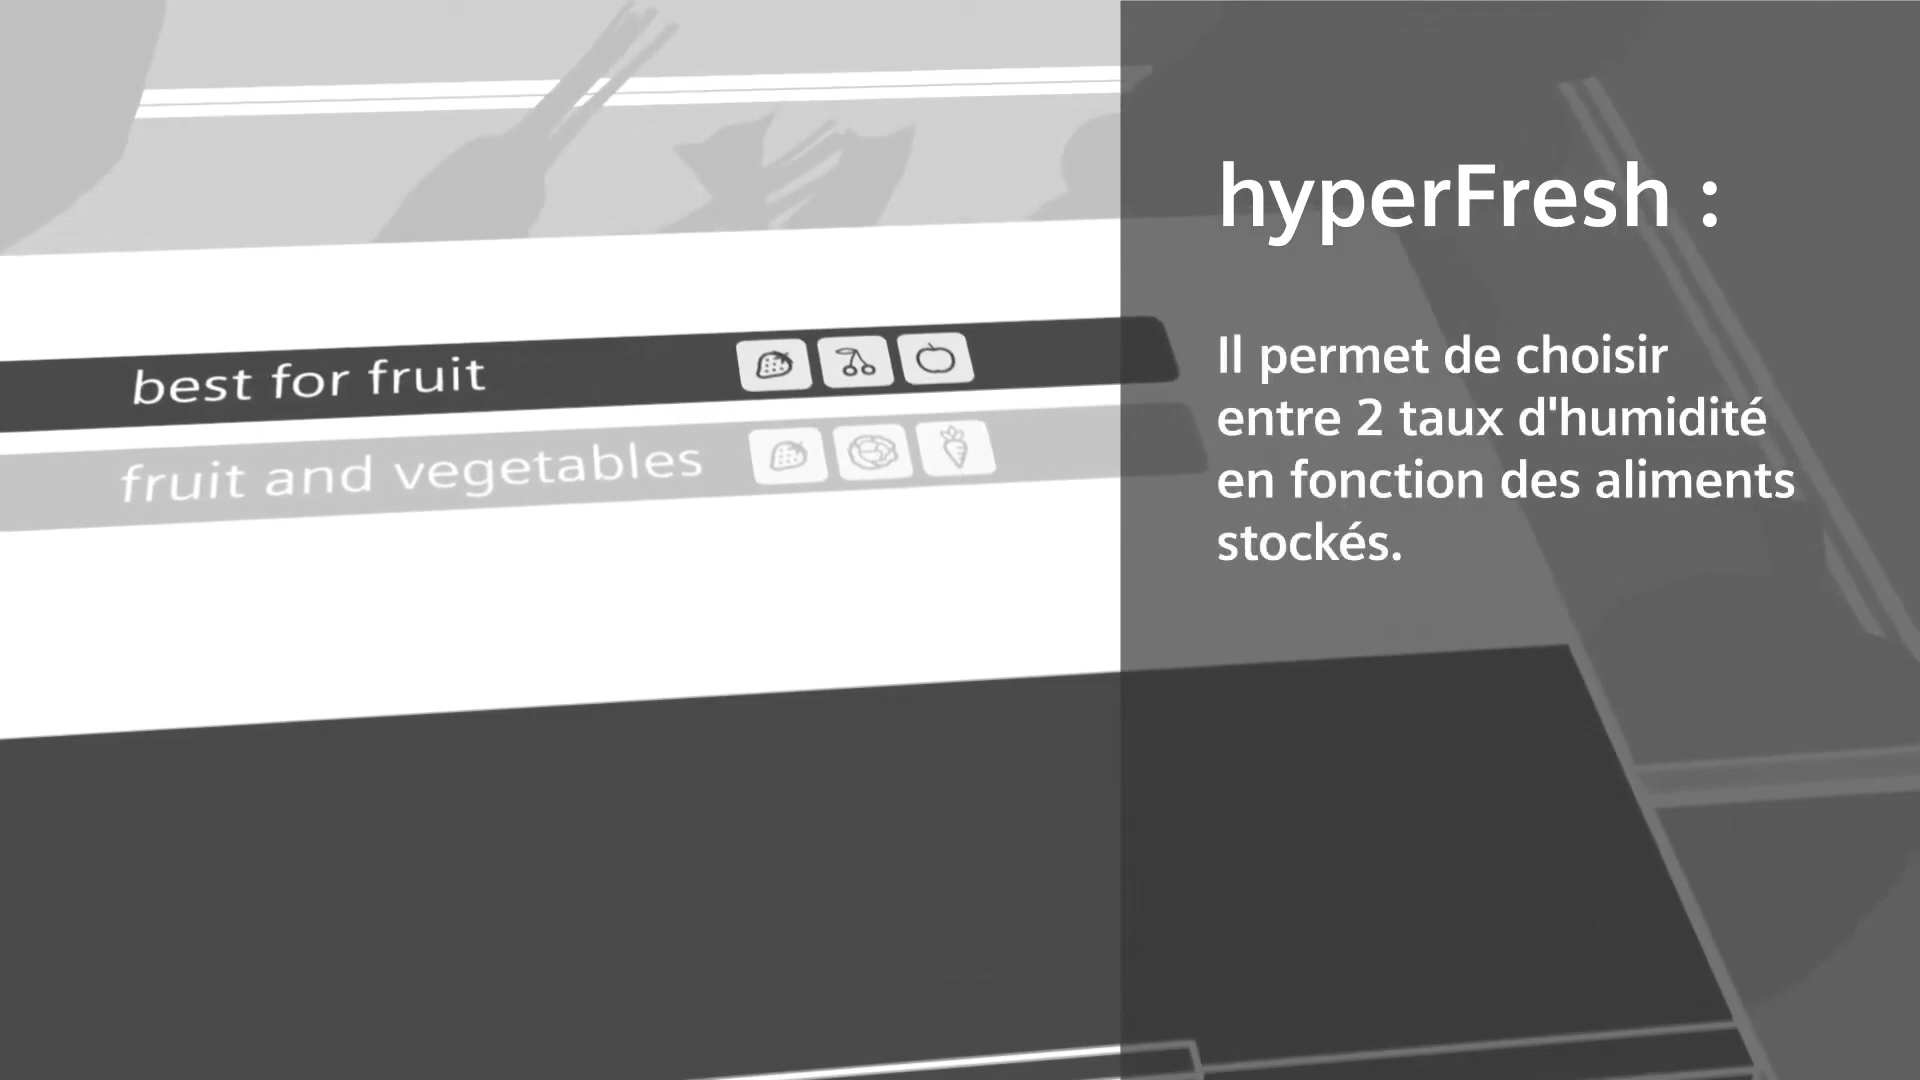 best for fruit
fruit and vegetables
hyperFresh :
Il permet de choisir
entre 2 taux d'humidité
en fonction des aliments
stockés.